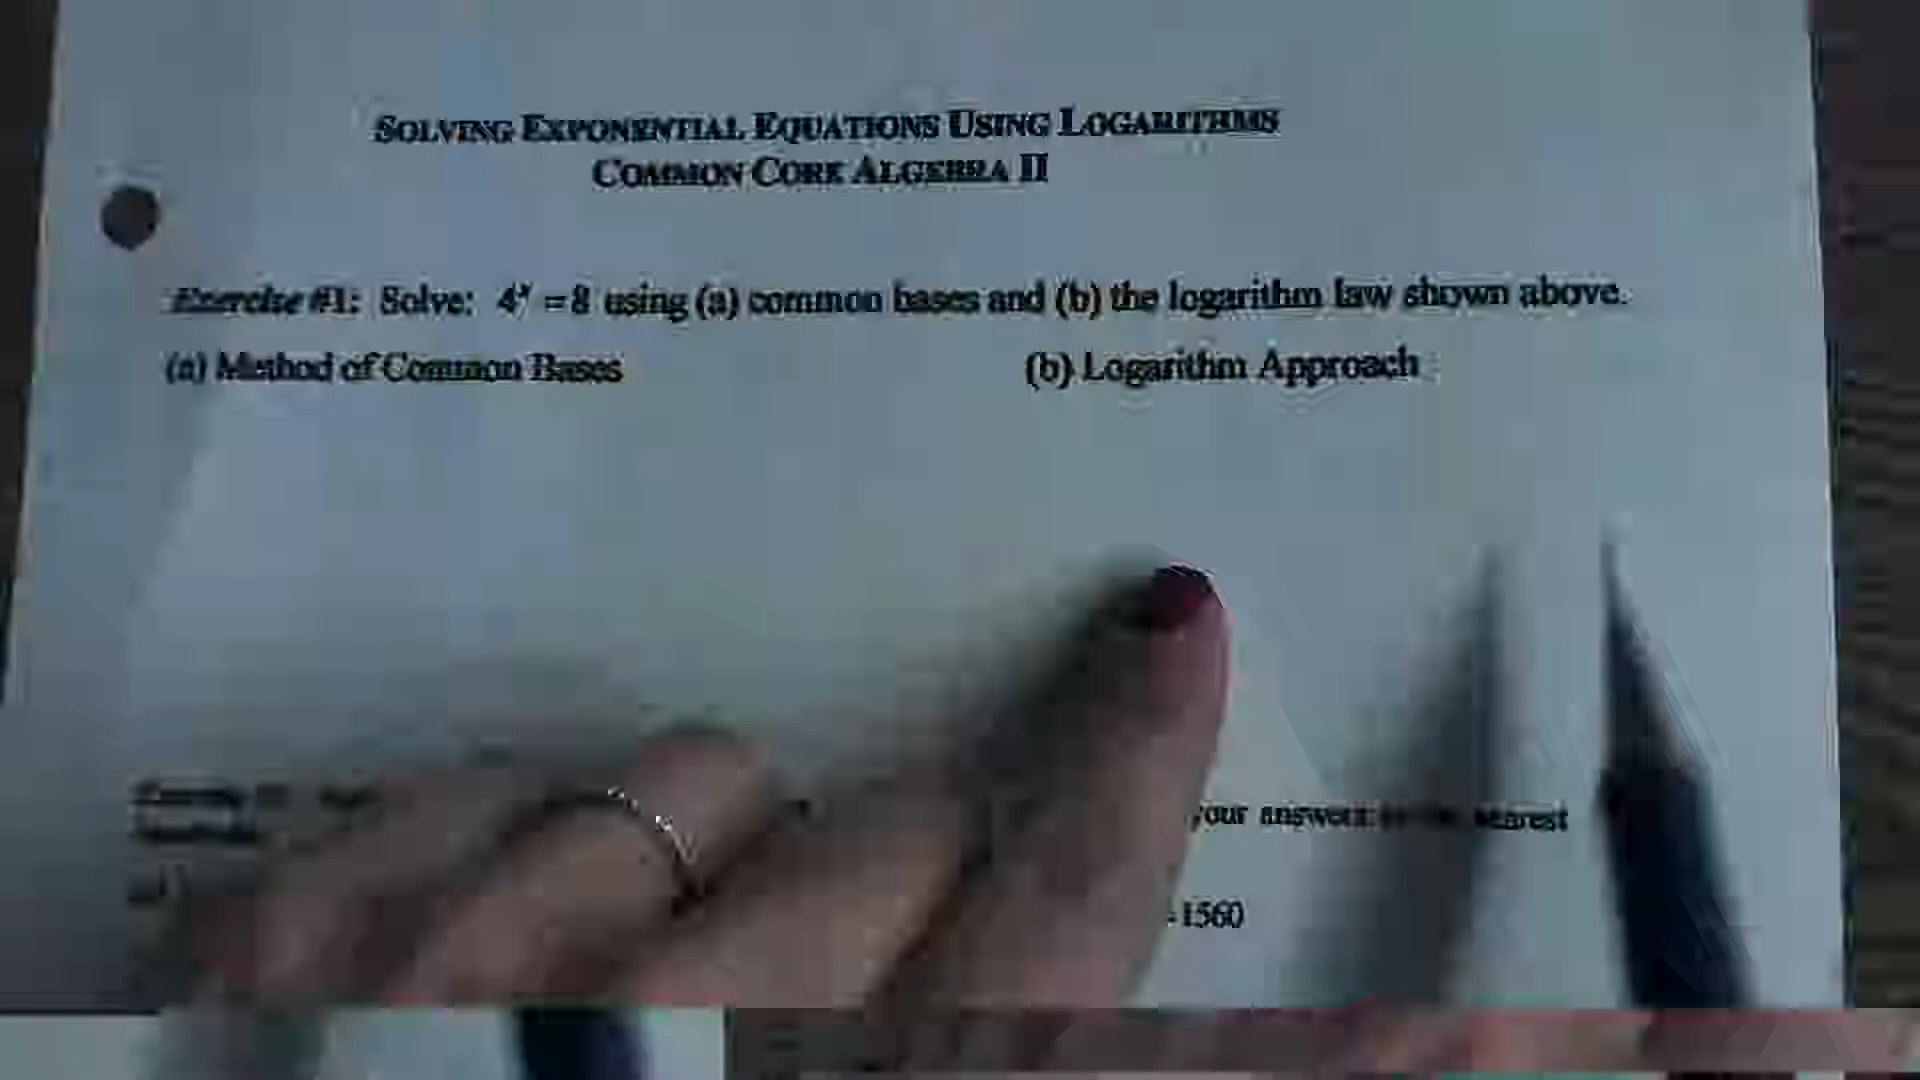 SOLVING EXPONENTIAL EQUATIONS USING LOGARITHMS
COMMON CORE ALGEBRA II
Exercise #1: Solve: 4ˣ = 8 using (a) common bases and (b) the logarithm law shown above.
(a) Method of Common Bases
(b) Logarithm Approach
your answers nearest
1560